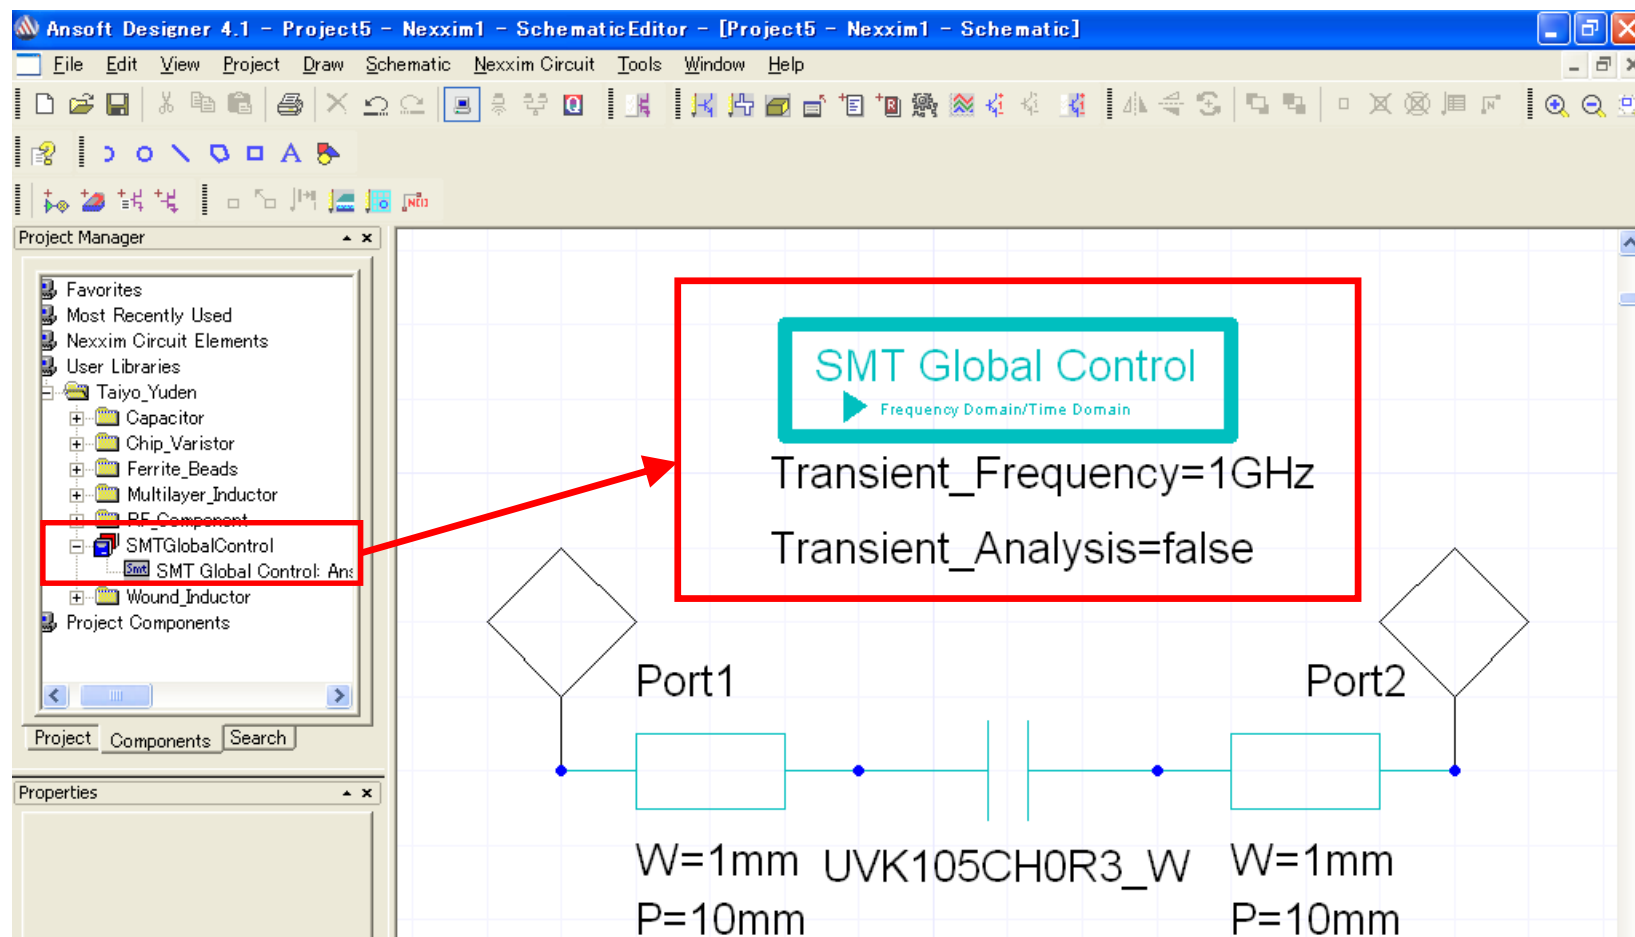 Ansoft Designer 4.1 - Project5 - Nexxim1 - SchematicEditor - [Project5 - Nexxim1 - Schematic]
File Edit View Project Draw Schematic Nexxim Circuit Tools Window Help
Project Manager
Favorites
Most Recently Used
Nexxim Circuit Elements
User Libraries
Taiyo_Yuden
Capacitor
Chip_Varistor
Ferrite_Beads
Multilayer_Inductor
RF_Component
SMTGlobalControl
Smt SMT Global Control: Ans
Wound_Inductor
Project Components
Project Components Search
Properties
SMT Global Control
Frequency Domain/Time Domain
Transient_Frequency=1GHz
Transient_Analysis=false
Port1 Port2
W=1mm UVK105CH0R3_W W=1mm
P=10mm P=10mm